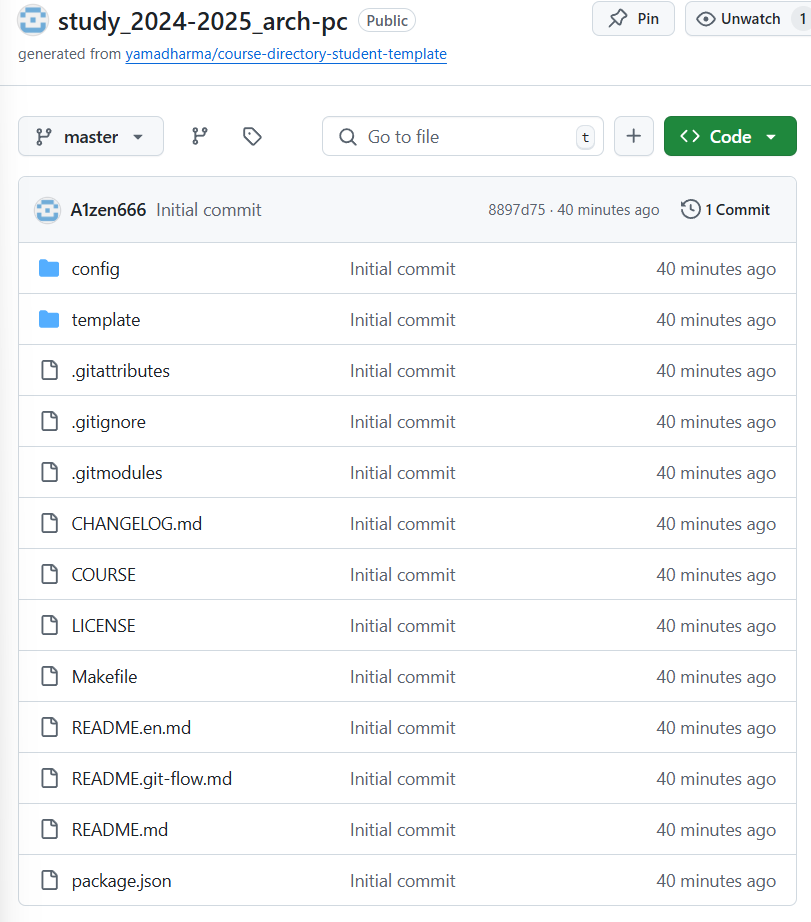 study_2024-2025_arch-pc Public Pin Unwatch 1
generated from yamadharma/course-directory-student-template
master Go to file t Code
A1zen666 Initial commit 8897d75 · 40 minutes ago 1 Commit
config Initial commit 40 minutes ago
template Initial commit 40 minutes ago
.gitattributes Initial commit 40 minutes ago
.gitignore Initial commit 40 minutes ago
.gitmodules Initial commit 40 minutes ago
CHANGELOG.md Initial commit 40 minutes ago
COURSE Initial commit 40 minutes ago
LICENSE Initial commit 40 minutes ago
Makefile Initial commit 40 minutes ago
README.en.md Initial commit 40 minutes ago
README.git-flow.md Initial commit 40 minutes ago
README.md Initial commit 40 minutes ago
package.json Initial commit 40 minutes ago